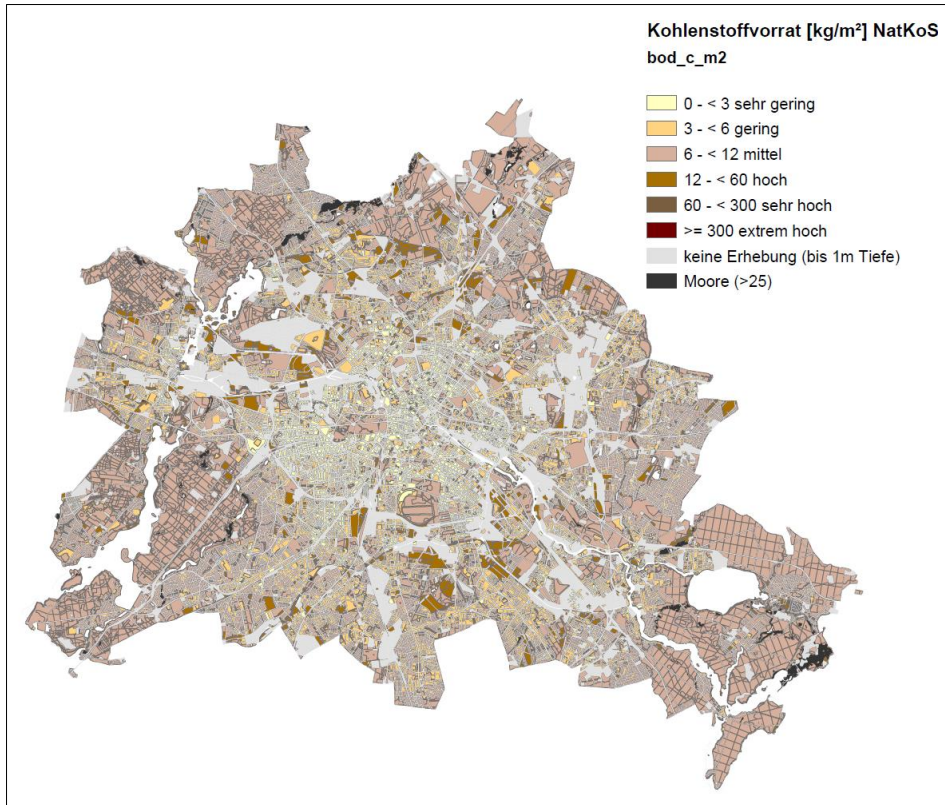 Kohlenstoffvorrat [kg/m²] NatKoS
bod_c_m2
0 - < 3 sehr gering
3 - < 6 gering
6 - < 12 mittel
12 - < 60 hoch
60 - < 300 sehr hoch
>= 300 extrem hoch
keine Erhebung (bis 1m Tiefe)
Moore (>25)